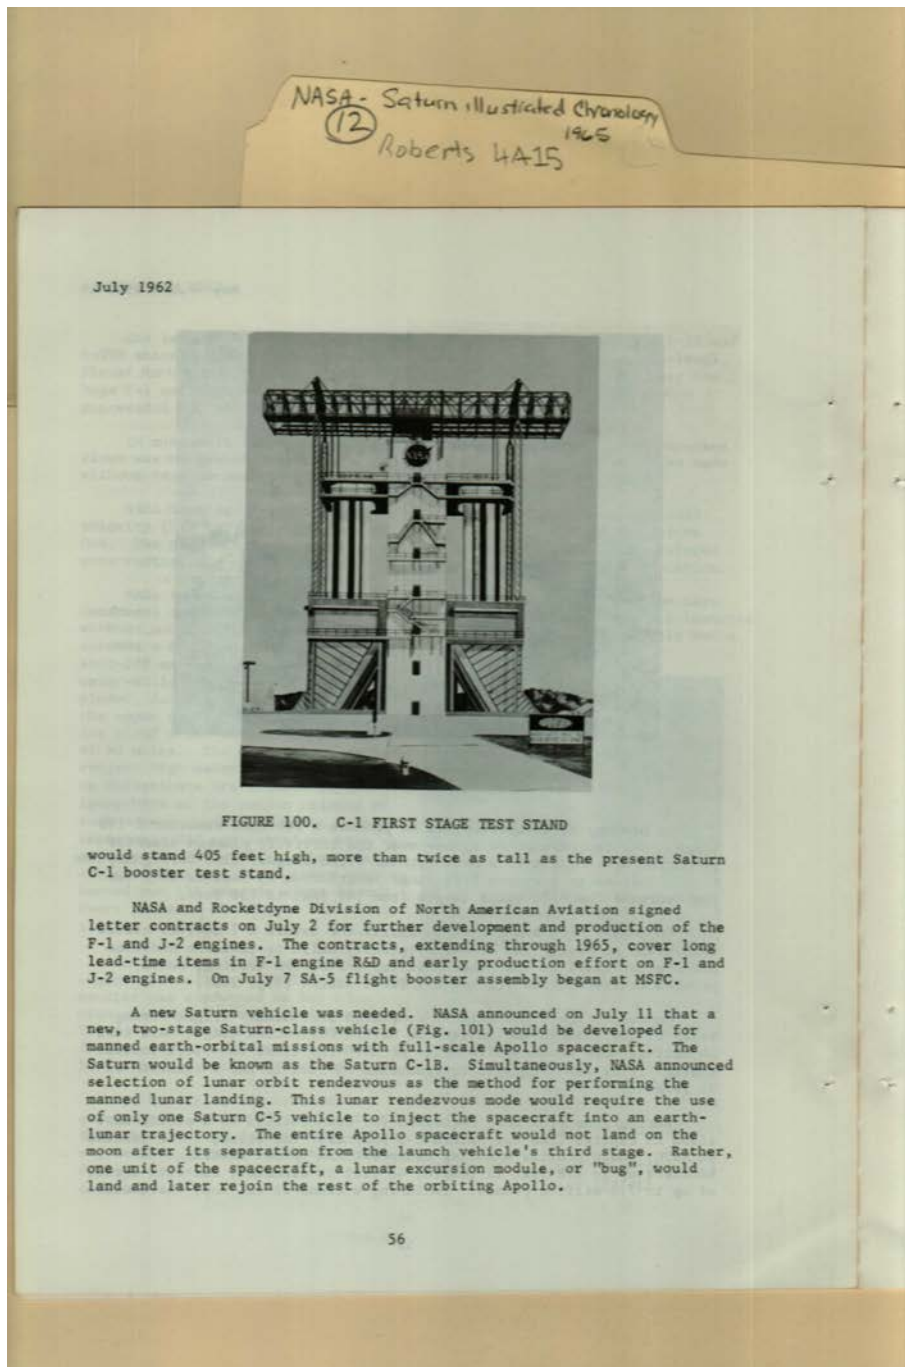 NASA - Saturn illustrated Chronology
12
1965
Roberts 4A15
July 1962
NASA
FIGURE 100. C-1 FIRST STAGE TEST STAND
would stand 405 feet high, more than twice as tall as the present Saturn
C-1 booster test stand.
NASA and Rocketdyne Division of North American Aviation signed
letter contracts on July 2 for further development and production of the
F-1 and J-2 engines. The contracts, extending through 1965, cover long
lead-time items in F-1 engine R&D and early production effort on F-1 and
J-2 engines. On July 7 SA-5 flight booster assembly began at MSFC.
A new Saturn vehicle was needed. NASA announced on July 11 that a
new, two-stage Saturn-class vehicle (Fig. 101) would be developed for
manned earth-orbital missions with full-scale Apollo spacecraft. The
Saturn would be known as the Saturn C-1B. Simultaneously, NASA announced
selection of lunar orbit rendezvous as the method for performing the
manned lunar landing. This lunar rendezvous mode would require the use
of only one Saturn C-5 vehicle to inject the spacecraft into an earth-
lunar trajectory. The entire Apollo spacecraft would not land on the
moon after its separation from the launch vehicle's third stage. Rather,
one unit of the spacecraft, a lunar excursion module, or "bug", would
land and later rejoin the rest of the orbiting Apollo.
56